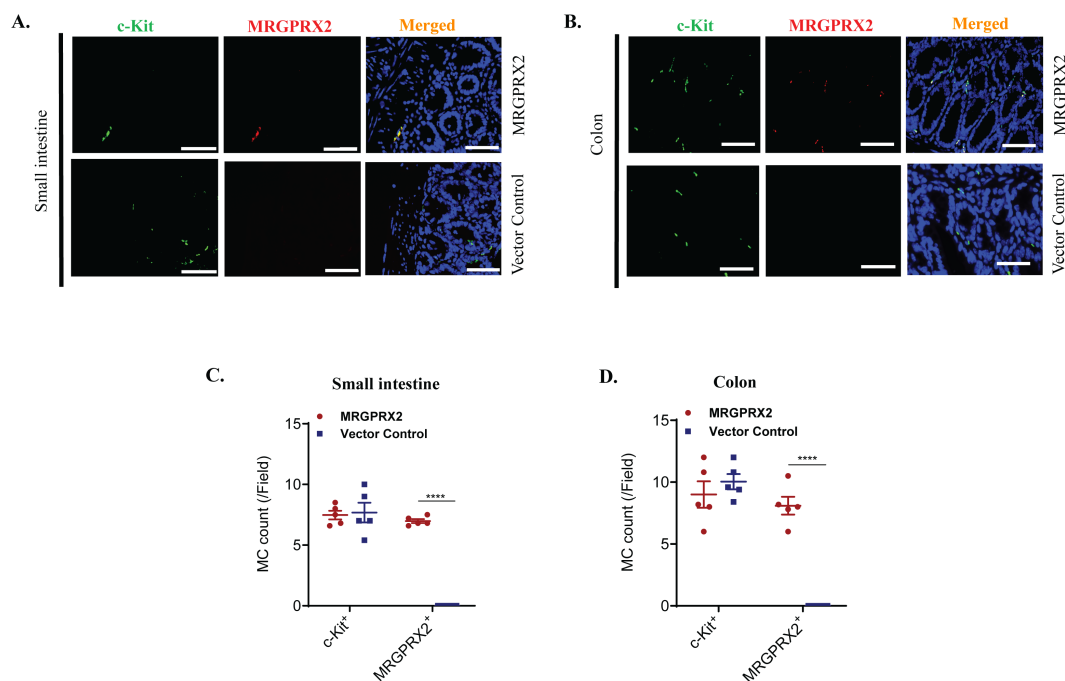 A.
c-Kit MRGPRX2 Merged
Small intestine
MRGPRX2
Vector Control
B.
c-Kit MRGPRX2 Merged
Colon
MRGPRX2
Vector Control
C.
Small intestine
MRGPRX2
Vector Control
MC count (/Field)
15
10
5
0
****
c-Kit⁺
MRGPRX2⁺
D.
Colon
MRGPRX2
Vector Control
MC count (/Field)
15
10
5
0
****
c-Kit⁺
MRGPRX2⁺